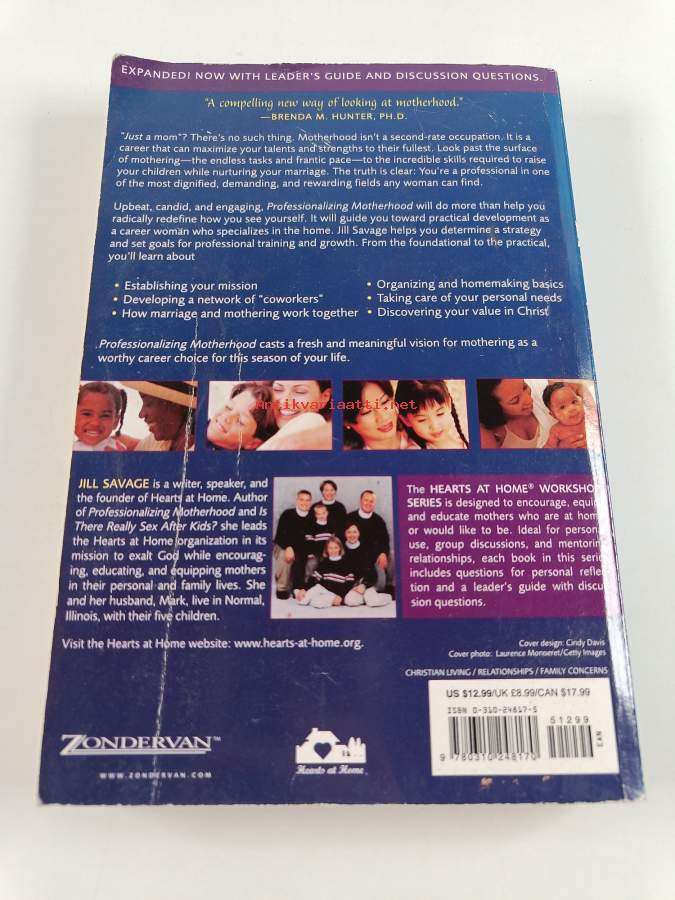 EXPANDED! NOW WITH LEADER'S GUIDE AND DISCUSSION QUESTIONS.
"A compelling new way of looking at motherhood."
—BRENDA M. HUNTER, PH.D.
"Just a mom"? There's no such thing. Motherhood isn't a second-rate occupation. It is a
career that can maximize your talents and strengths to their fullest. Look past the surface
of mothering—the endless tasks and frantic pace—to the incredible skills required to raise
your children while nurturing your marriage. The truth is clear: You're a professional in one
of the most dignified, demanding, and rewarding fields any woman can find.
Upbeat, candid, and engaging, Professionalizing Motherhood will do more than help you
radically redefine how you see yourself. It will guide you toward practical development as
a career woman who specializes in the home. Jill Savage helps you determine a strategy
and set goals for professional training and growth. From the foundational to the practical,
you'll learn about
• Establishing your mission
• Developing a network of "coworkers"
• How marriage and mothering work together
• Organizing and homemaking basics
• Taking care of your personal needs
• Discovering your value in Christ
Professionalizing Motherhood casts a fresh and meaningful vision for mothering as a
worthy career choice for this season of your life.
Antikvariaatti.net
JILL SAVAGE is a writer, speaker, and
the founder of Hearts at Home. Author
of Professionalizing Motherhood and Is
There Really Sex After Kids? she leads
the Hearts at Home organization in its
mission to exalt God while encourag-
ing, educating, and equipping mothers
in their personal and family lives. She
and her husband, Mark, live in Normal,
Illinois, with their five children.
The HEARTS AT HOME® WORKSHOP
SERIES is designed to encourage, equip
and educate mothers who are at home
or would like to be. Ideal for personal
use, group discussions, and mentoring
relationships, each book in this series
includes questions for personal reflec
tion and a leader's guide with discus
sion questions.
Visit the Hearts at Home website: www.hearts-at-home.org.
Cover design: Cindy Davis
Cover photo: Laurence Monseret/Getty Images
CHRISTIAN LIVING / RELATIONSHIPS / FAMILY CONCERNS
US $12.99/UK £8.99/CAN $17.99
ISBN 0-310-24817-5
51299
9 780310 248170
EAN
ZONDERVAN™
WWW.ZONDERVAN.COM
Hearts at Home